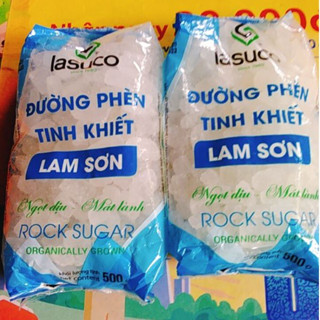 lasuco
ĐƯỜNG PHÈN
TINH KHIẾT
LAM SƠN
Ngọt dịu - Mát lành
ROCK SUGAR
ORGANICALLY GROWN
500
lasuco
ĐƯỜNG PHÈN
TINH KHIẾT
LAM SƠN
Ngọt dịu - Mát lành
ROCK SUGAR
ORGANICALLY
500